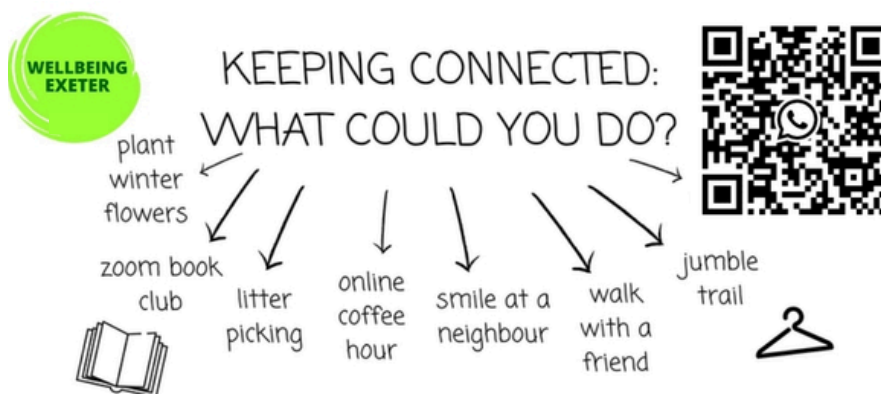 WELLBEING
EXETER
KEEPING CONNECTED:
WHAT COULD YOU DO?
plant
winter
flowers
zoom book
club
litter
picking
online
coffee
hour
smile at a
neighbour
walk
with a
friend
jumble
trail